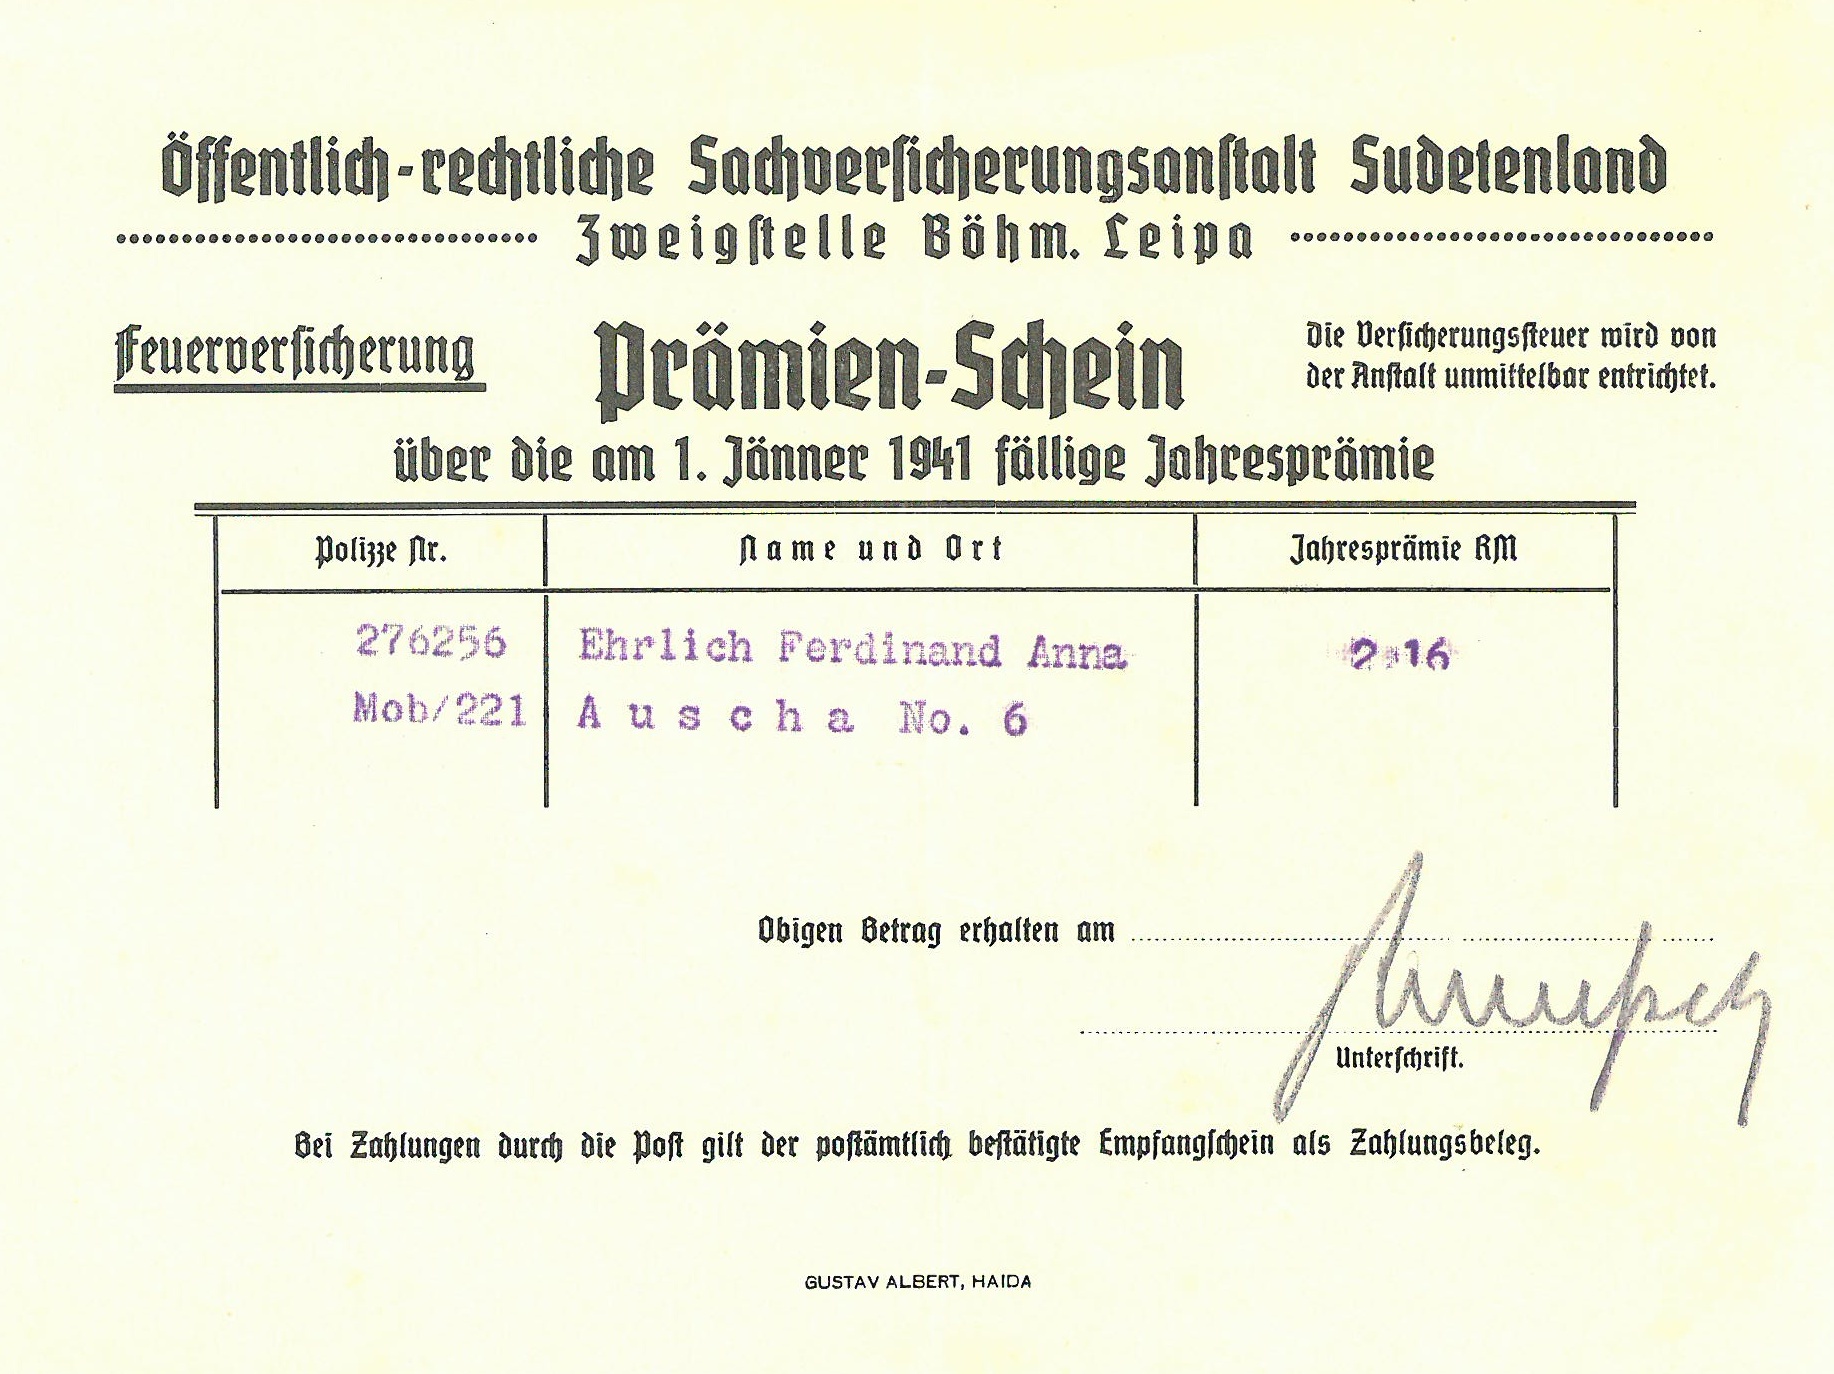 Öffentlich-rechtliche Sachversicherungsanstalt Sudetenland
Zweigstelle Böhm. Leipa
Feuerversicherung
Prämien-Schein
Die Versicherungssteuer wird von
der Anstalt unmittelbar entrichtet.
über die am 1. Jänner 1941 fällige Jahresprämie
Polizze Nr. Name und Ort Jahresprämie RM
276256 Ehrlich Ferdinand Anna 2.16
Mob/221 Auscha No. 6
Obigen Betrag erhalten am
Unterschrift.
Bei Zahlungen durch die Post gilt der postämtlich bestätigte Empfangschein als Zahlungsbeleg.
GUSTAV ALBERT, HAIDA